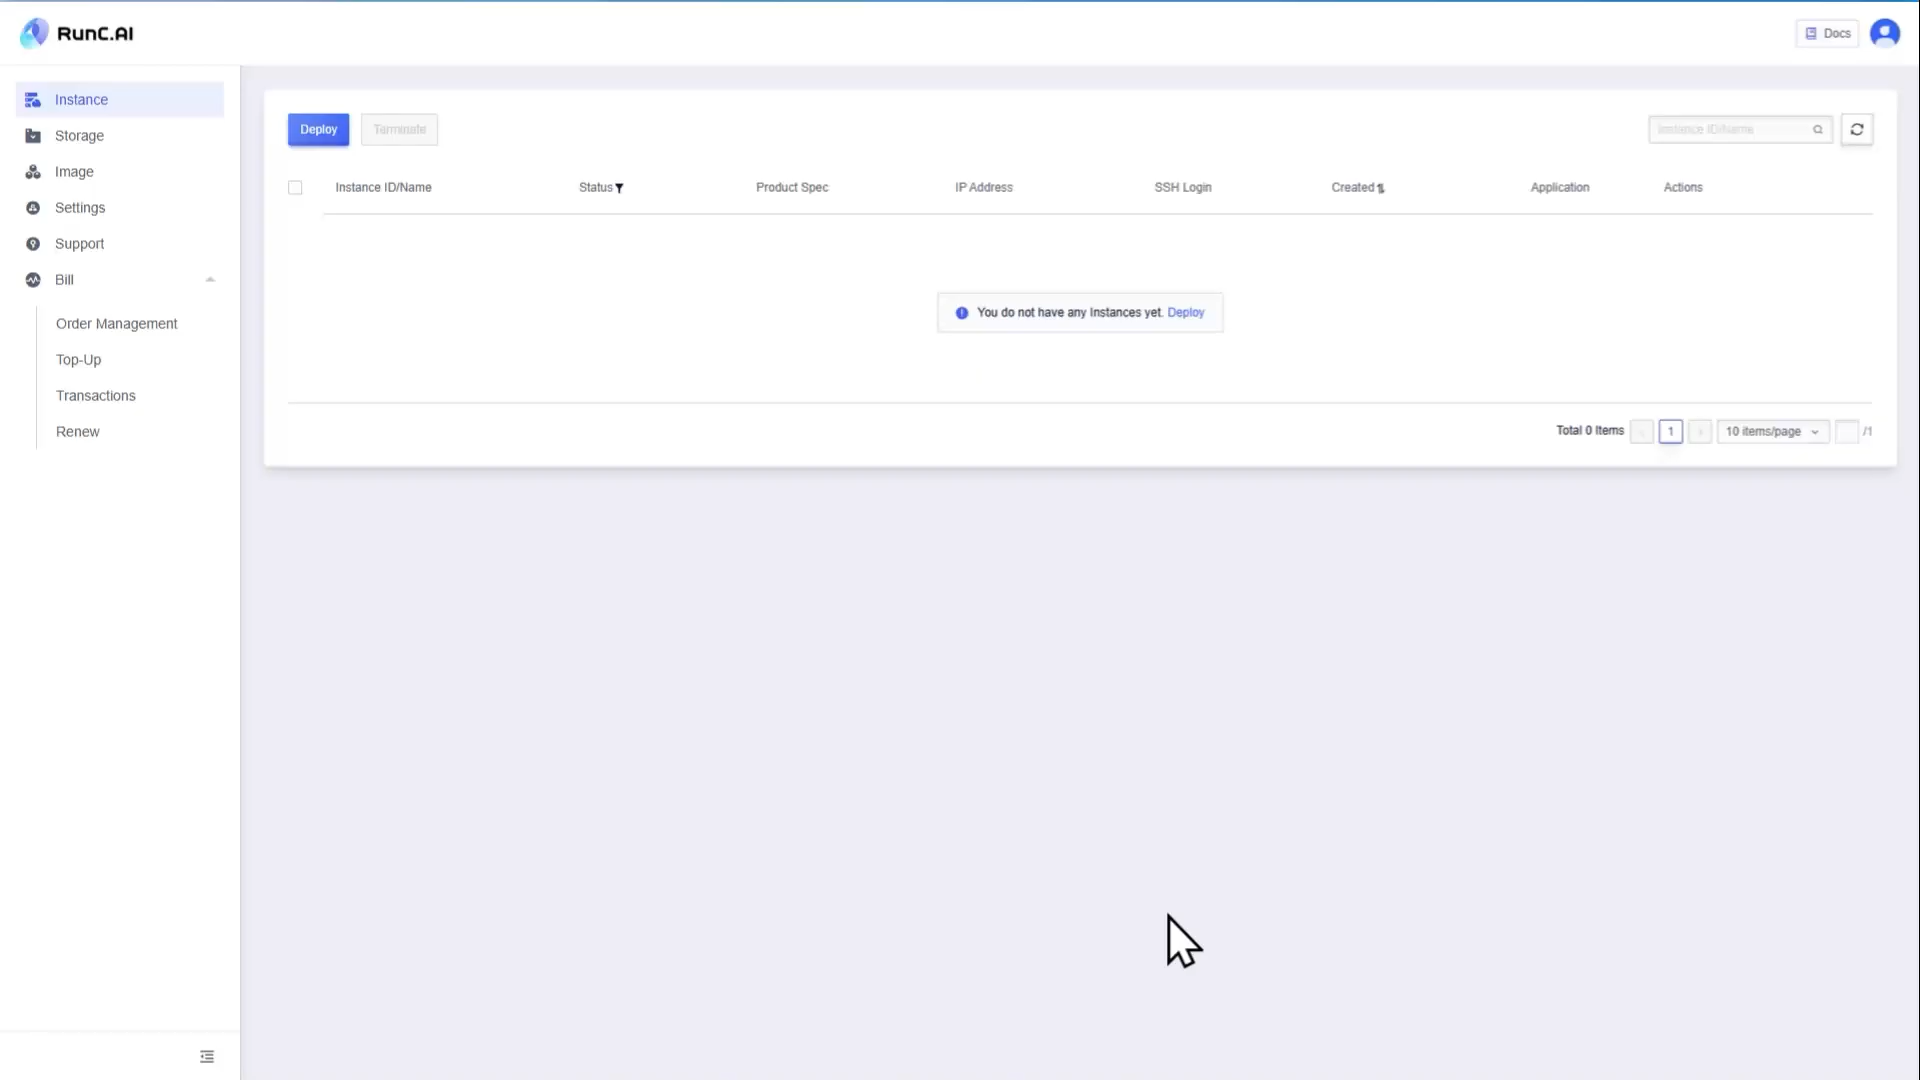 RunC.AI
Docs
Instance
Storage
Image
Settings
Support
Bill
Order Management
Top-Up
Transactions
Renew
Deploy
Terminate
Instance ID/Name
Instance ID/Name Status Product Spec IP Address SSH Login Created Application Actions
You do not have any Instances yet. Deploy
Total 0 Items 1 10 items/page /1